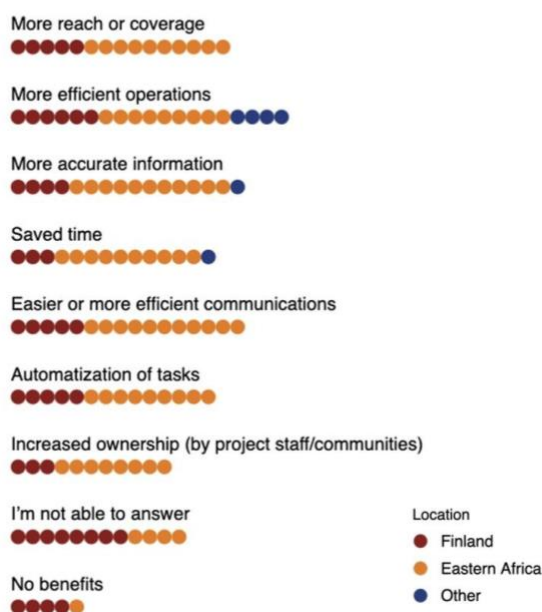 More reach or coverage
More efficient operations
More accurate information
Saved time
Easier or more efficient communications
Automatization of tasks
Increased ownership (by project staff/communities)
I'm not able to answer
No benefits
Location
Finland
Eastern Africa
Other